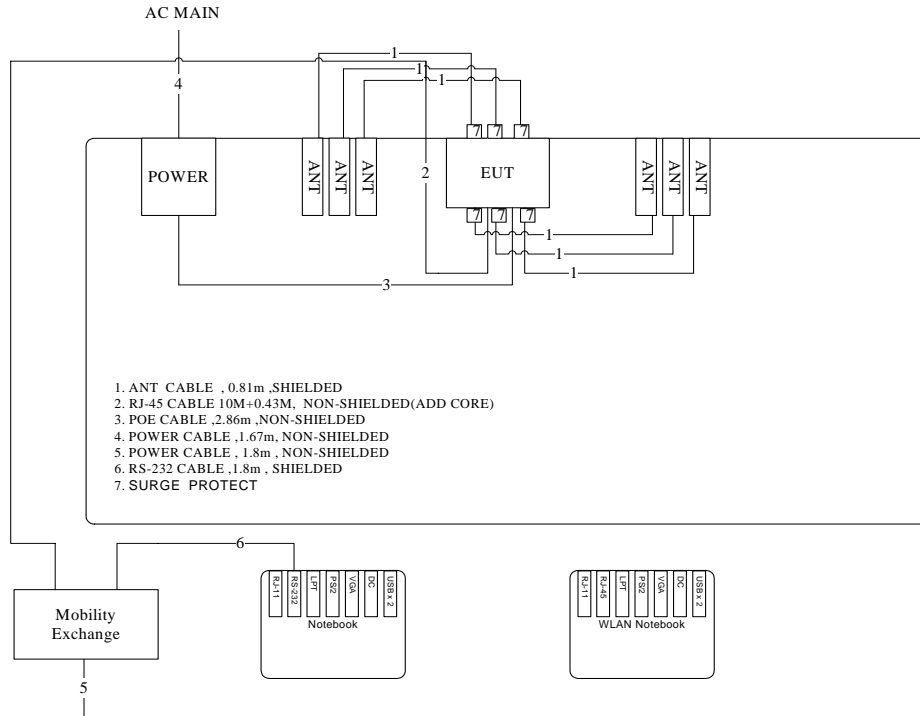 AC MAIN
1
1
1
4
7 7 7
POWER
ANT ANT ANT
2
EUT
ANT ANT ANT
7 7 7
1
1
1
3
1. ANT CABLE , 0.81m ,SHIELDED
2. RJ-45 CABLE 10M+0.43M, NON-SHIELDED(ADD CORE)
3. POE CABLE ,2.86m ,NON-SHIELDED
4. POWER CABLE ,1.67m, NON-SHIELDED
5. POWER CABLE , 1.8m , NON-SHIELDED
6. RS-232 CABLE ,1.8m , SHIELDED
7. SURGE PROTECT
6
RJ-11 RS-232 LPT PS/2 VGA DC USB x 2
Notebook
RJ-11 RJ-45 LPT PS/2 VGA DC USB x 2
WLAN Notebook
Mobility
Exchange
5